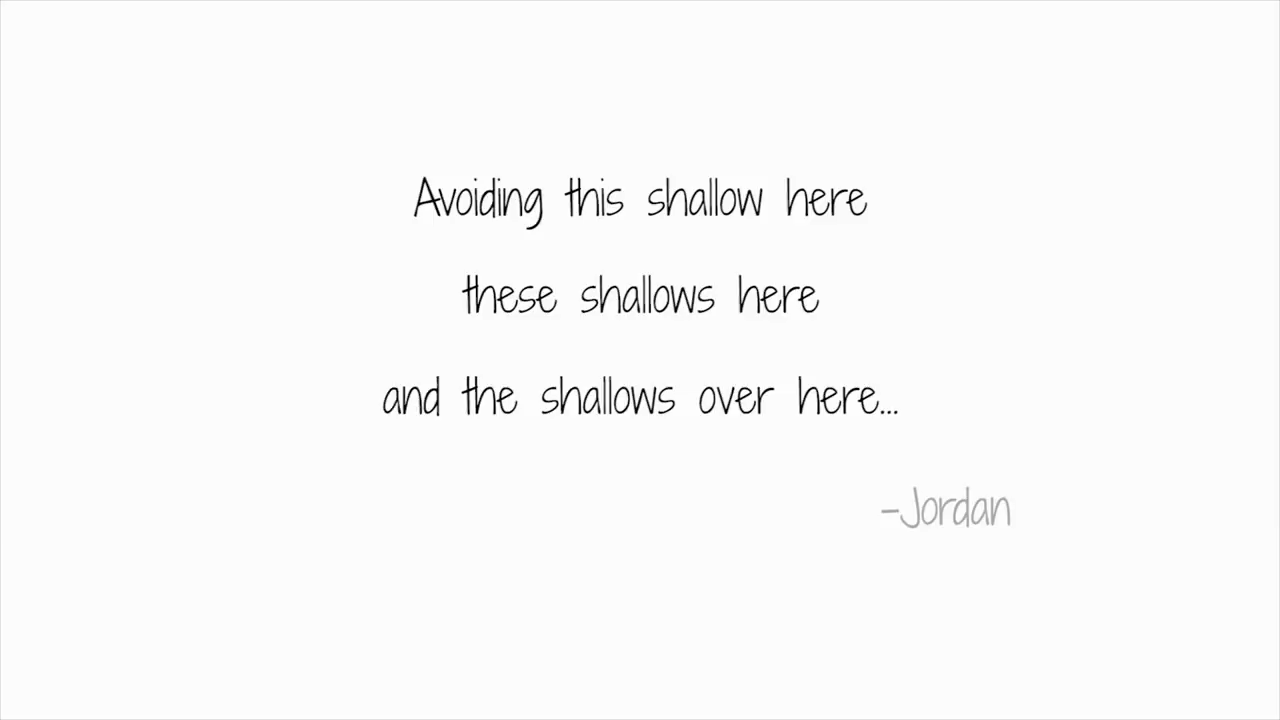 Avoiding this shallow here
these shallows here
and the shallows over here...
-Jordan